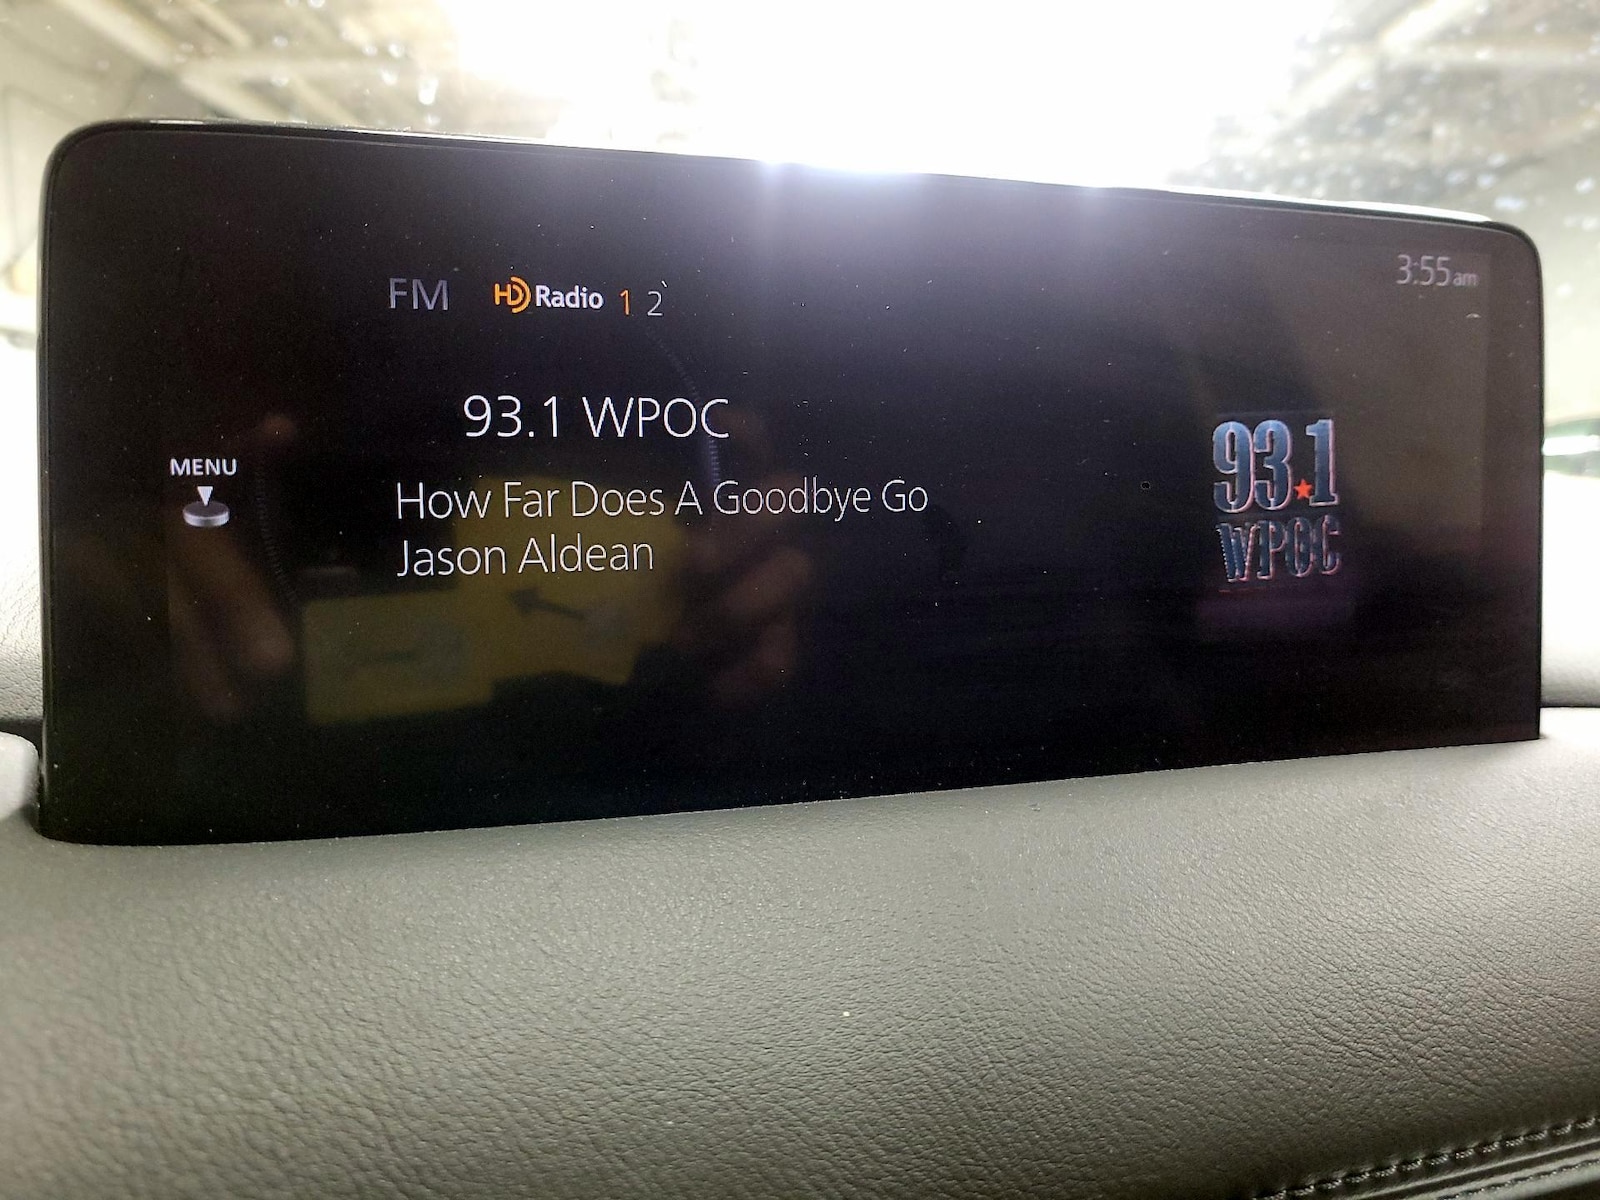 FM HD Radio 1 2
3:55am
93.1 WPOC
MENU
How Far Does A Goodbye Go
Jason Aldean
93.1
WPOC